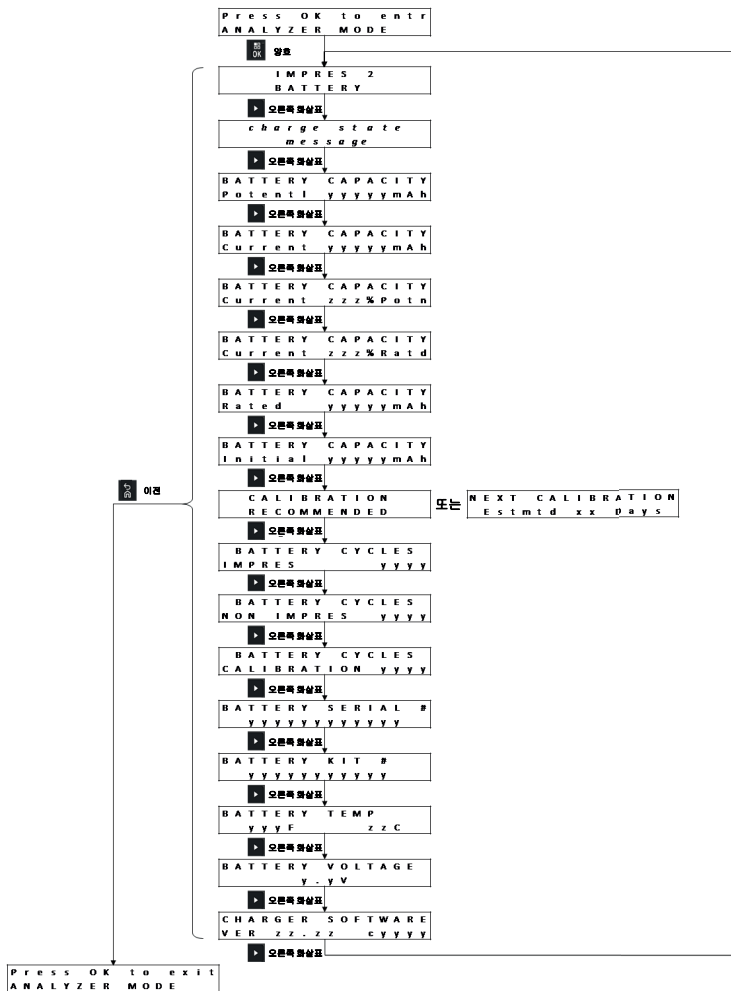 Press OK to entr
ANALYZER MODE
OK 양호
IMPRES 2
BATTERY
오른쪽 화살표
charge state
message
오른쪽 화살표
BATTERY CAPACITY
Potentl yyyyymAh
오른쪽 화살표
BATTERY CAPACITY
Current yyyyymAh
오른쪽 화살표
BATTERY CAPACITY
Current zzz%Potn
오른쪽 화살표
BATTERY CAPACITY
Current zzz%Ratd
오른쪽 화살표
BATTERY CAPACITY
Rated yyyyymAh
오른쪽 화살표
BATTERY CAPACITY
Initial yyyyymAh
이전
오른쪽 화살표
CALIBRATION
RECOMMENDED
또는
NEXT CALIBRATION
Estmtd xx Days
오른쪽 화살표
BATTERY CYCLES
IMPRES yyyy
오른쪽 화살표
BATTERY CYCLES
NON IMPRES yyyy
오른쪽 화살표
BATTERY CYCLES
CALIBRATION yyyy
오른쪽 화살표
BATTERY SERIAL #
yyyyyyyyyyyy
오른쪽 화살표
BATTERY KIT #
yyyyyyyyyy
오른쪽 화살표
BATTERY TEMP
yyyF zzC
오른쪽 화살표
BATTERY VOLTAGE
y.yV
오른쪽 화살표
CHARGER SOFTWARE
VER zz.zz cyyyy
오른쪽 화살표
Press OK to exit
ANALYZER MODE